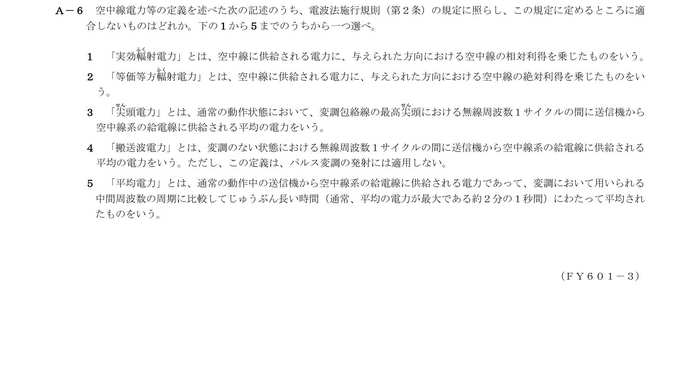 A－6 空中線電力等の定義を述べた次の記述のうち、電波法施行規則（第２条）の規定に照らし、この規定に定めるところに適
合しないものはどれか。下の１から５までのうちから一つ選べ。
ふく
1 「実効輻射電力」とは、空中線に供給される電力に、与えられた方向における空中線の相対利得を乗じたものをいう。
ふく
2 「等価等方輻射電力」とは、空中線に供給する電力に、与えられた方向における空中線の絶対利得を乗じたものをい
う。
せん せん
3 「尖頭電力」とは、通常の動作状態において、変調包絡線の最高尖頭における無線周波数１サイクルの間に送信機から
空中線系の給電線に供給される平均の電力をいう。
4 「搬送波電力」とは、変調のない状態における無線周波数１サイクルの間に送信機から空中線系の給電線に供給される
平均の電力をいう。ただし、この定義は、パルス変調の発射には適用しない。
5 「平均電力」とは、通常の動作中の送信機から空中線系の給電線に供給される電力であって、変調において用いられる
中間周波数の周期に比較してじゅうぶん長い時間（通常、平均の電力が最大である約２分の１秒間）にわたって平均され
たものをいう。
（ＦＹ６０１－３）